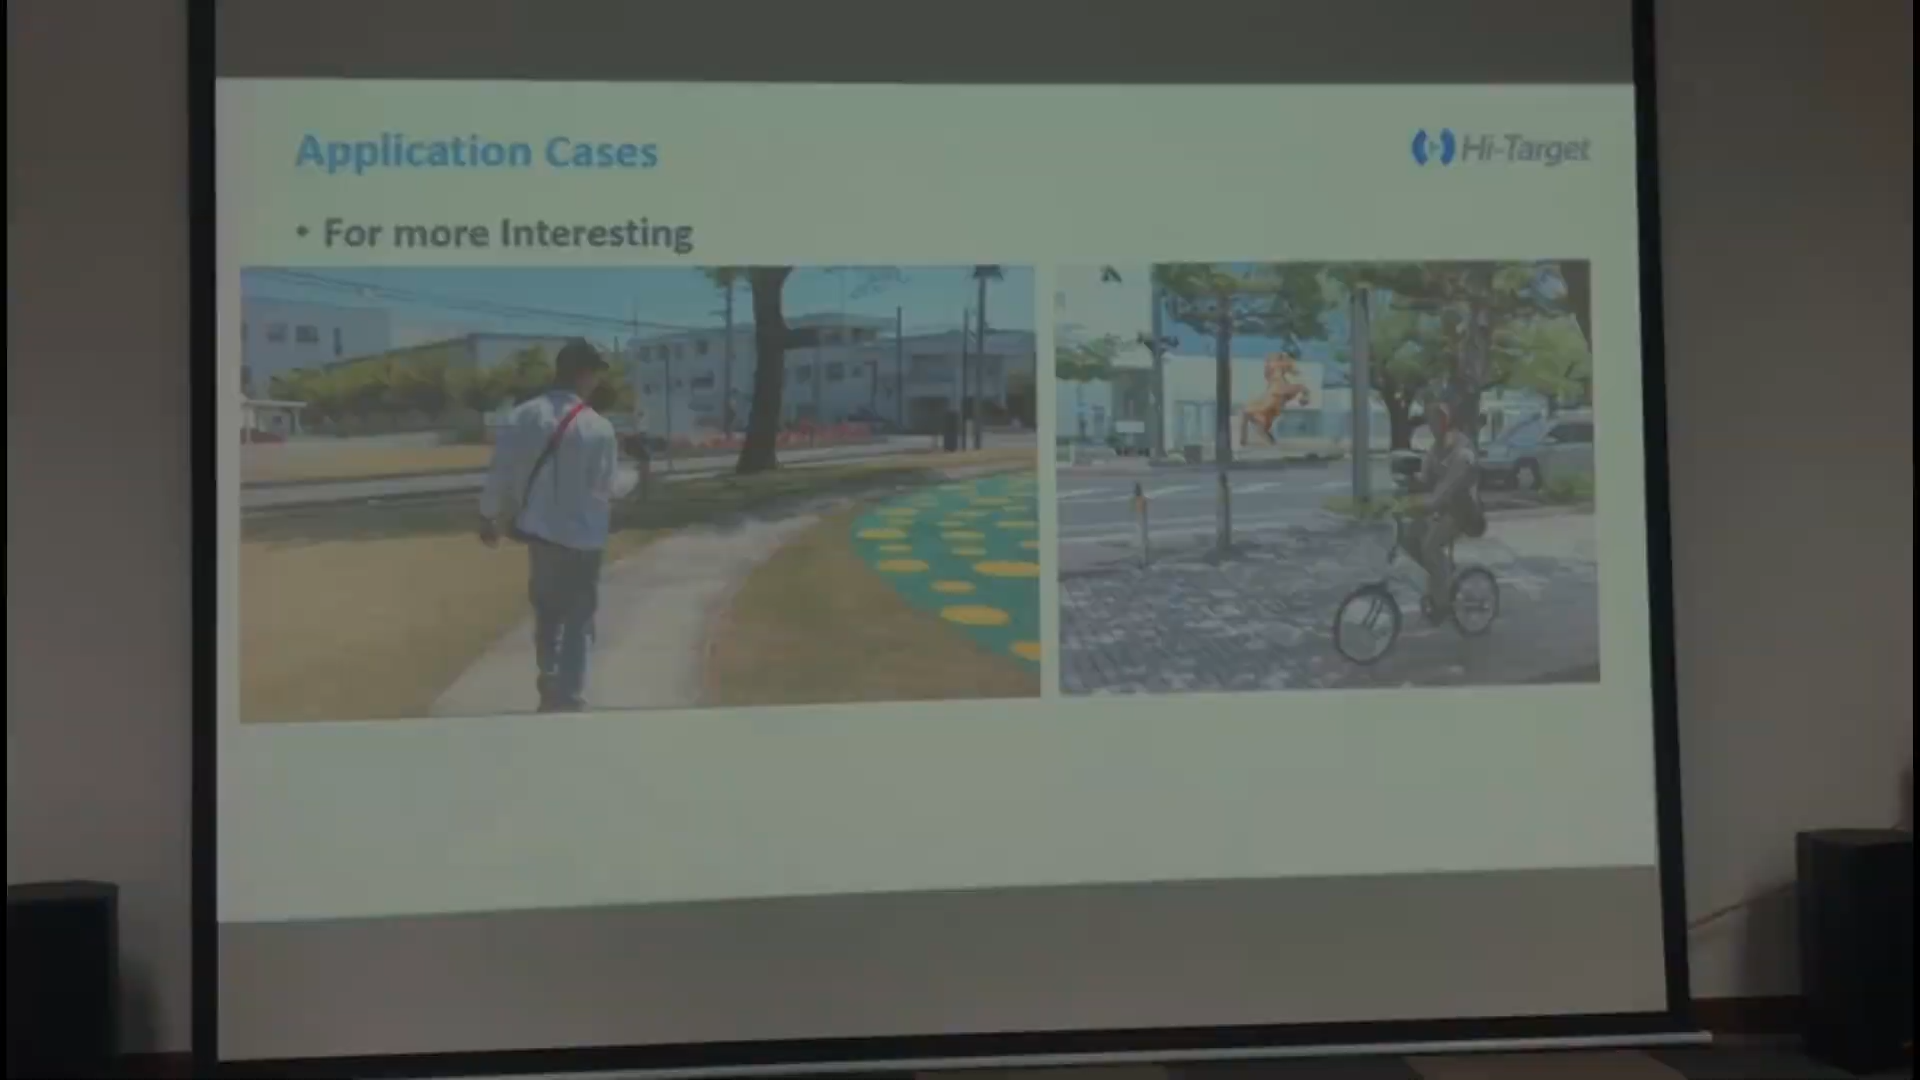 Application Cases
Hi-Target
• For more Interesting